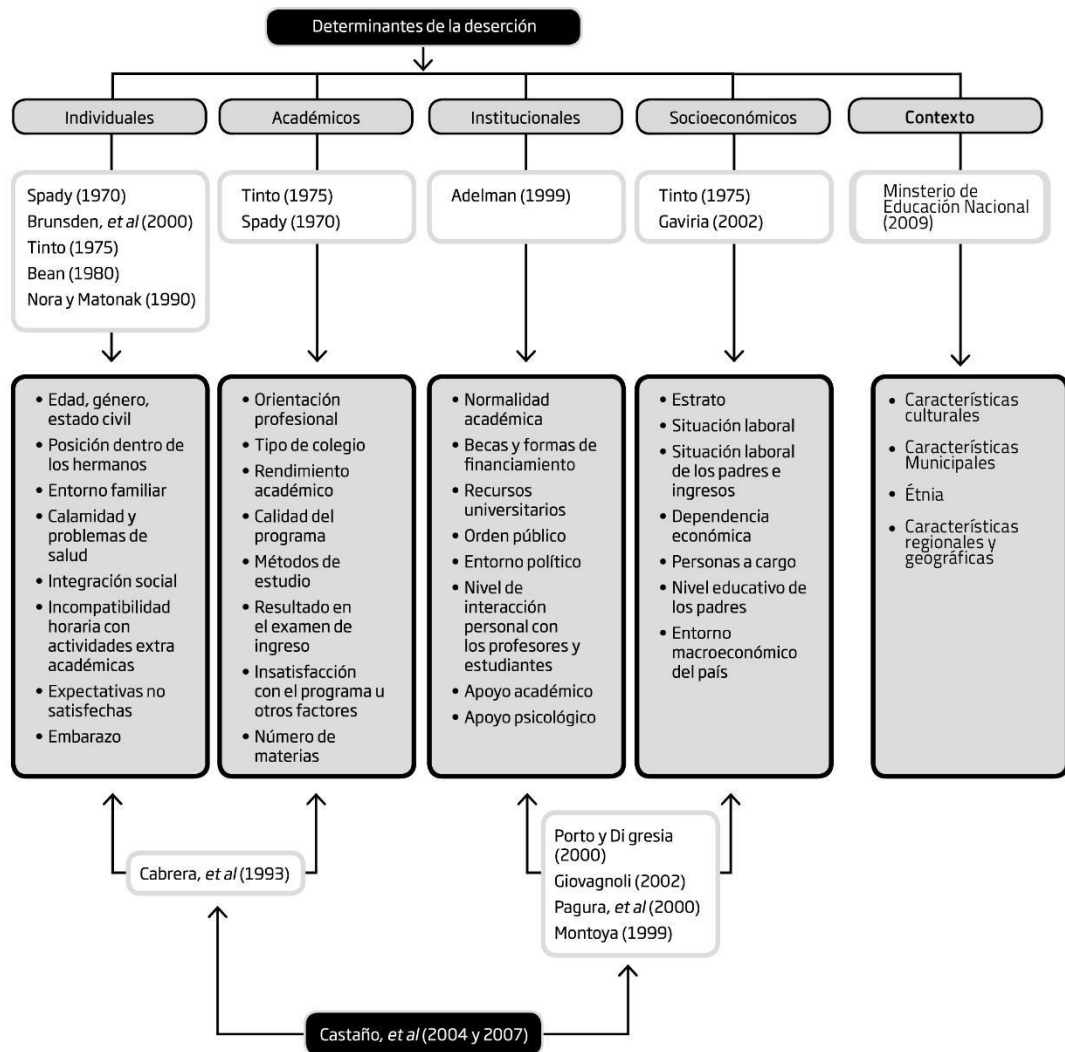 Determinantes de la deserción
Individuales
Académicos
Institucionales
Socioeconómicos
Contexto
Spady (1970)
Brunsden, et al (2000)
Tinto (1975)
Bean (1980)
Nora y Matonak (1990)
Tinto (1975)
Spady (1970)
Adelman (1999)
Tinto (1975)
Gaviria (2002)
Minsterio de
Educación Nacional
(2009)
• Edad, género,
estado civil
• Posición dentro de
los hermanos
• Entorno familiar
• Calamidad y
problemas de
salud
• Integración social
• Incompatibilidad
horaria con
actividades extra
académicas
• Expectativas no
satisfechas
• Embarazo
• Orientación
profesional
• Tipo de colegio
• Rendimiento
académico
• Calidad del
programa
• Métodos de
estudio
• Resultado en
el examen de
ingreso
• Insatisfacción
con el programa u
otros factores
• Número de
materias
• Normalidad
académica
• Becas y formas de
financiamiento
• Recursos
universitarios
• Orden público
• Entorno político
• Nivel de
interacción
personal con
los profesores y
estudiantes
• Apoyo académico
• Apoyo psicológico
• Estrato
• Situación laboral
• Situación laboral
de los padres e
ingresos
• Dependencia
económica
• Personas a cargo
• Nivel educativo de
los padres
• Entorno
macroeconómico
del país
• Características
culturales
• Características
Municipales
• Étnia
• Características
regionales y
geográficas
Cabrera, et al (1993)
Porto y Di gresia
(2000)
Giovagnoli (2002)
Pagura, et al (2000)
Montoya (1999)
Castaño, et al (2004 y 2007)